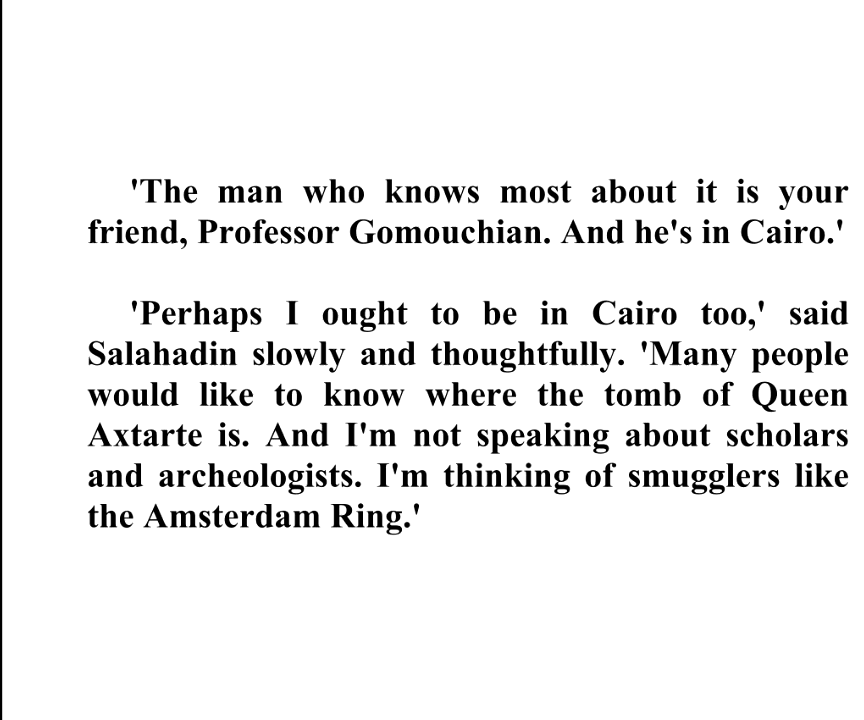 'The man who knows most about it is your
friend, Professor Gomouchian. And he's in Cairo.'
'Perhaps I ought to be in Cairo too,' said
Salahadin slowly and thoughtfully. 'Many people
would like to know where the tomb of Queen
Axtarte is. And I'm not speaking about scholars
and archeologists. I'm thinking of smugglers like
the Amsterdam Ring.'